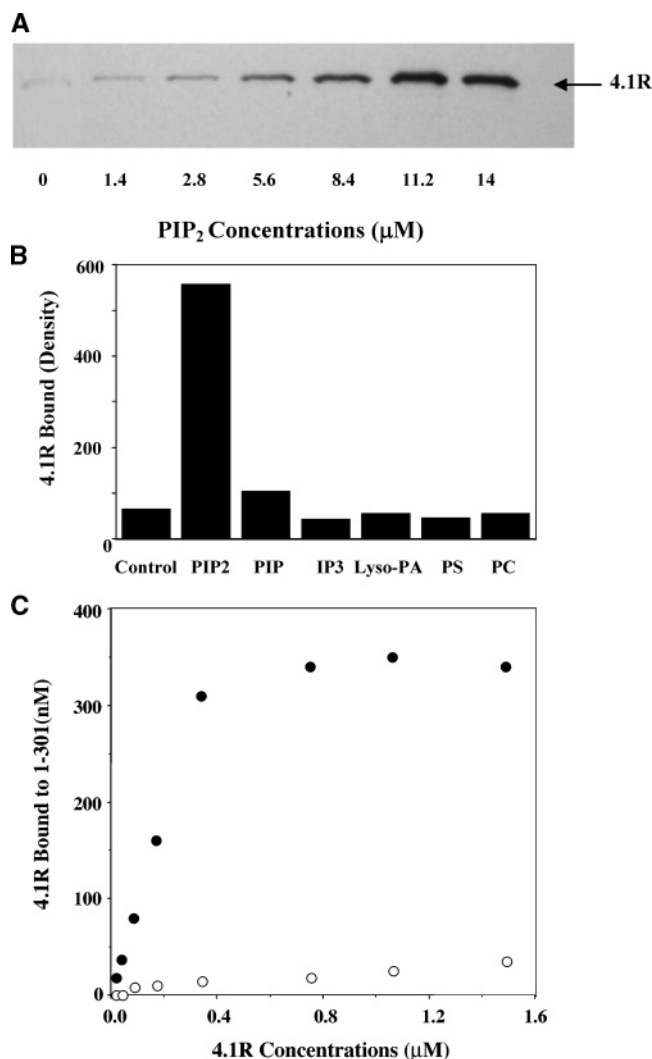 A
4.1R
0 1.4 2.8 5.6 8.4 11.2 14
PIP₂ Concentrations (μM)
B
4.1R Bound (Density)
600
400
200
0
Control PIP2 PIP IP3 Lyso-PA PS PC
C
4.1R Bound to 1-301(nM)
400
300
200
100
0
0.0 0.4 0.8 1.2 1.6
4.1R Concentrations (μM)